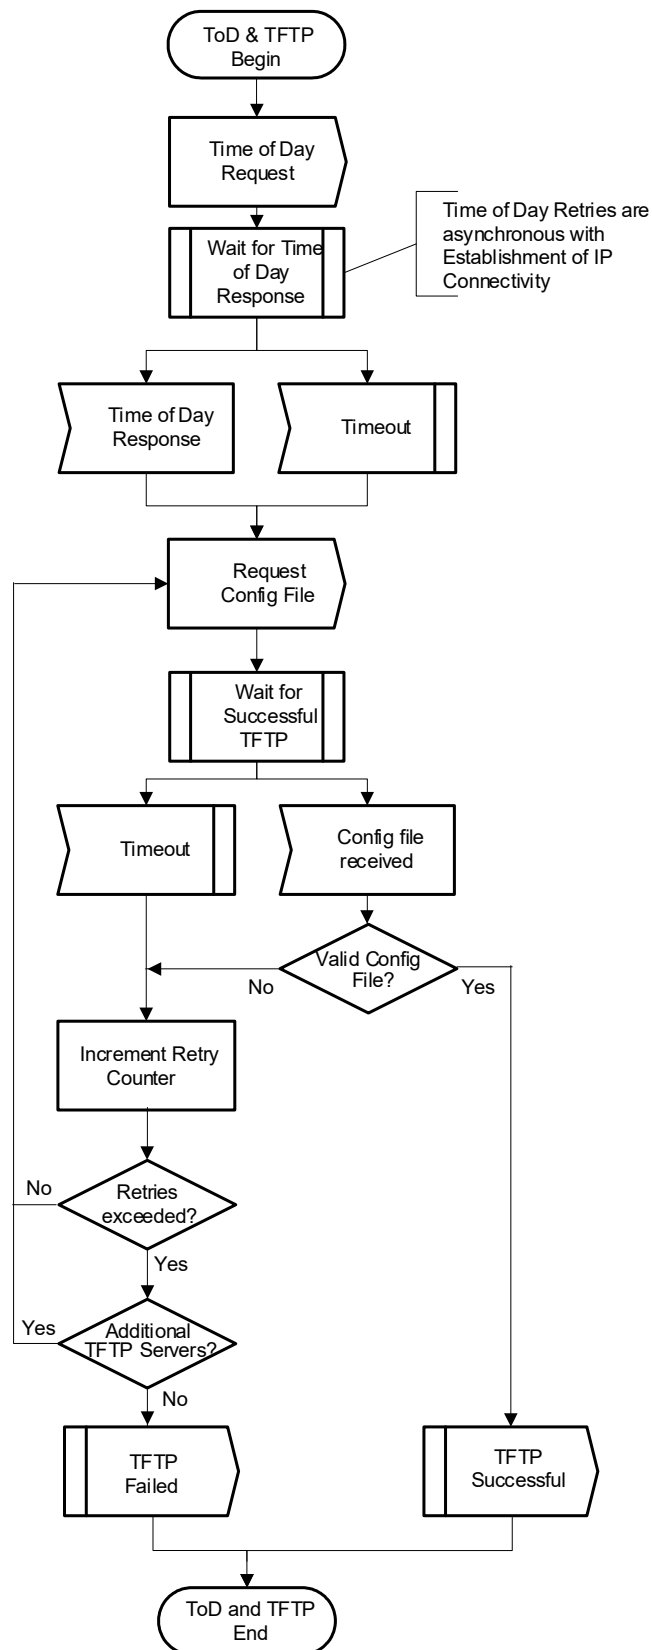 ToD & TFTP
Begin
Time of Day
Request
Wait for Time
of Day
Response
Time of Day Retries are
asynchronous with
Establishment of IP
Connectivity
Time of Day
Response
Timeout
Request
Config File
Wait for
Successful
TFTP
Timeout
Config file
received
Valid Config
File?
No
Yes
Increment Retry
Counter
No
Retries
exceeded?
Yes
Yes
Additional
TFTP Servers?
No
TFTP
Failed
TFTP
Successful
ToD and TFTP
End